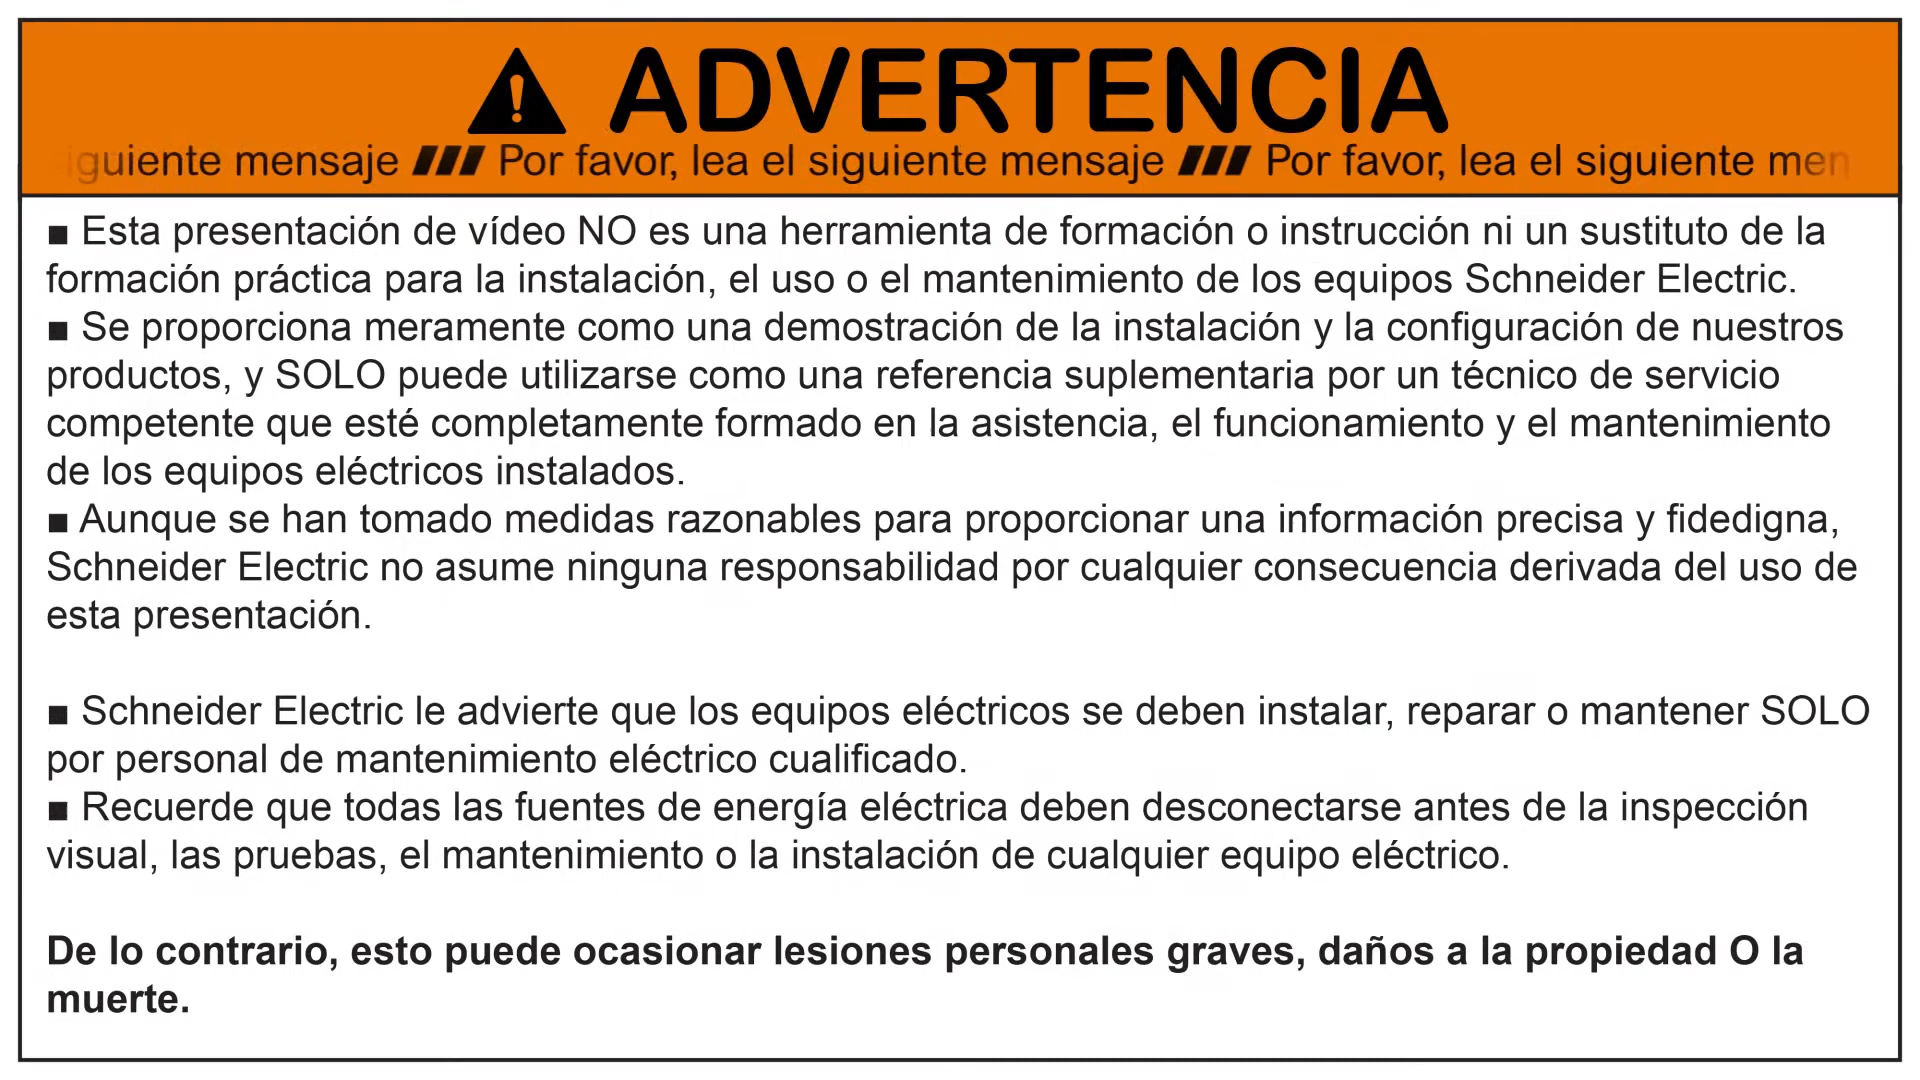 ADVERTENCIA
guiente mensaje /// Por favor, lea el siguiente mensaje /// Por favor, lea el siguiente men
■ Esta presentación de vídeo NO es una herramienta de formación o instrucción ni un sustituto de la
formación práctica para la instalación, el uso o el mantenimiento de los equipos Schneider Electric.
■ Se proporciona meramente como una demostración de la instalación y la configuración de nuestros
productos, y SOLO puede utilizarse como una referencia suplementaria por un técnico de servicio
competente que esté completamente formado en la asistencia, el funcionamiento y el mantenimiento
de los equipos eléctricos instalados.
■ Aunque se han tomado medidas razonables para proporcionar una información precisa y fidedigna,
Schneider Electric no asume ninguna responsabilidad por cualquier consecuencia derivada del uso de
esta presentación.
■ Schneider Electric le advierte que los equipos eléctricos se deben instalar, reparar o mantener SOLO
por personal de mantenimiento eléctrico cualificado.
■ Recuerde que todas las fuentes de energía eléctrica deben desconectarse antes de la inspección
visual, las pruebas, el mantenimiento o la instalación de cualquier equipo eléctrico.
De lo contrario, esto puede ocasionar lesiones personales graves, daños a la propiedad O la
muerte.